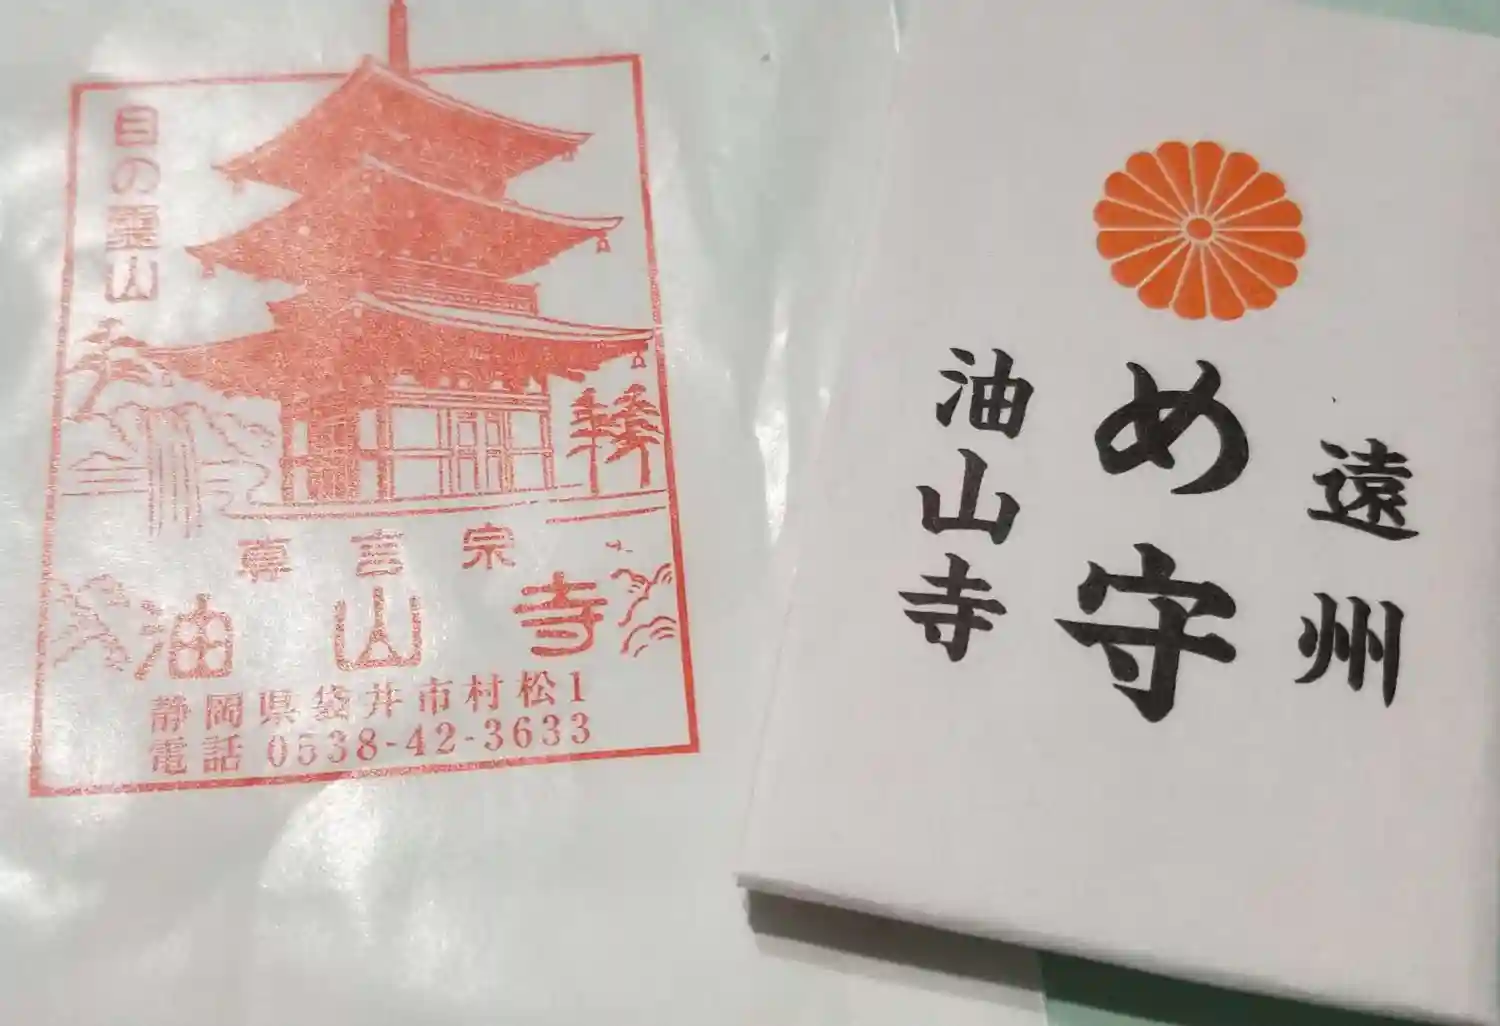 目の霊山
真言宗
油山寺
静岡県袋井市村松1
電話 0538-42-3633
遠州
め守
油山寺